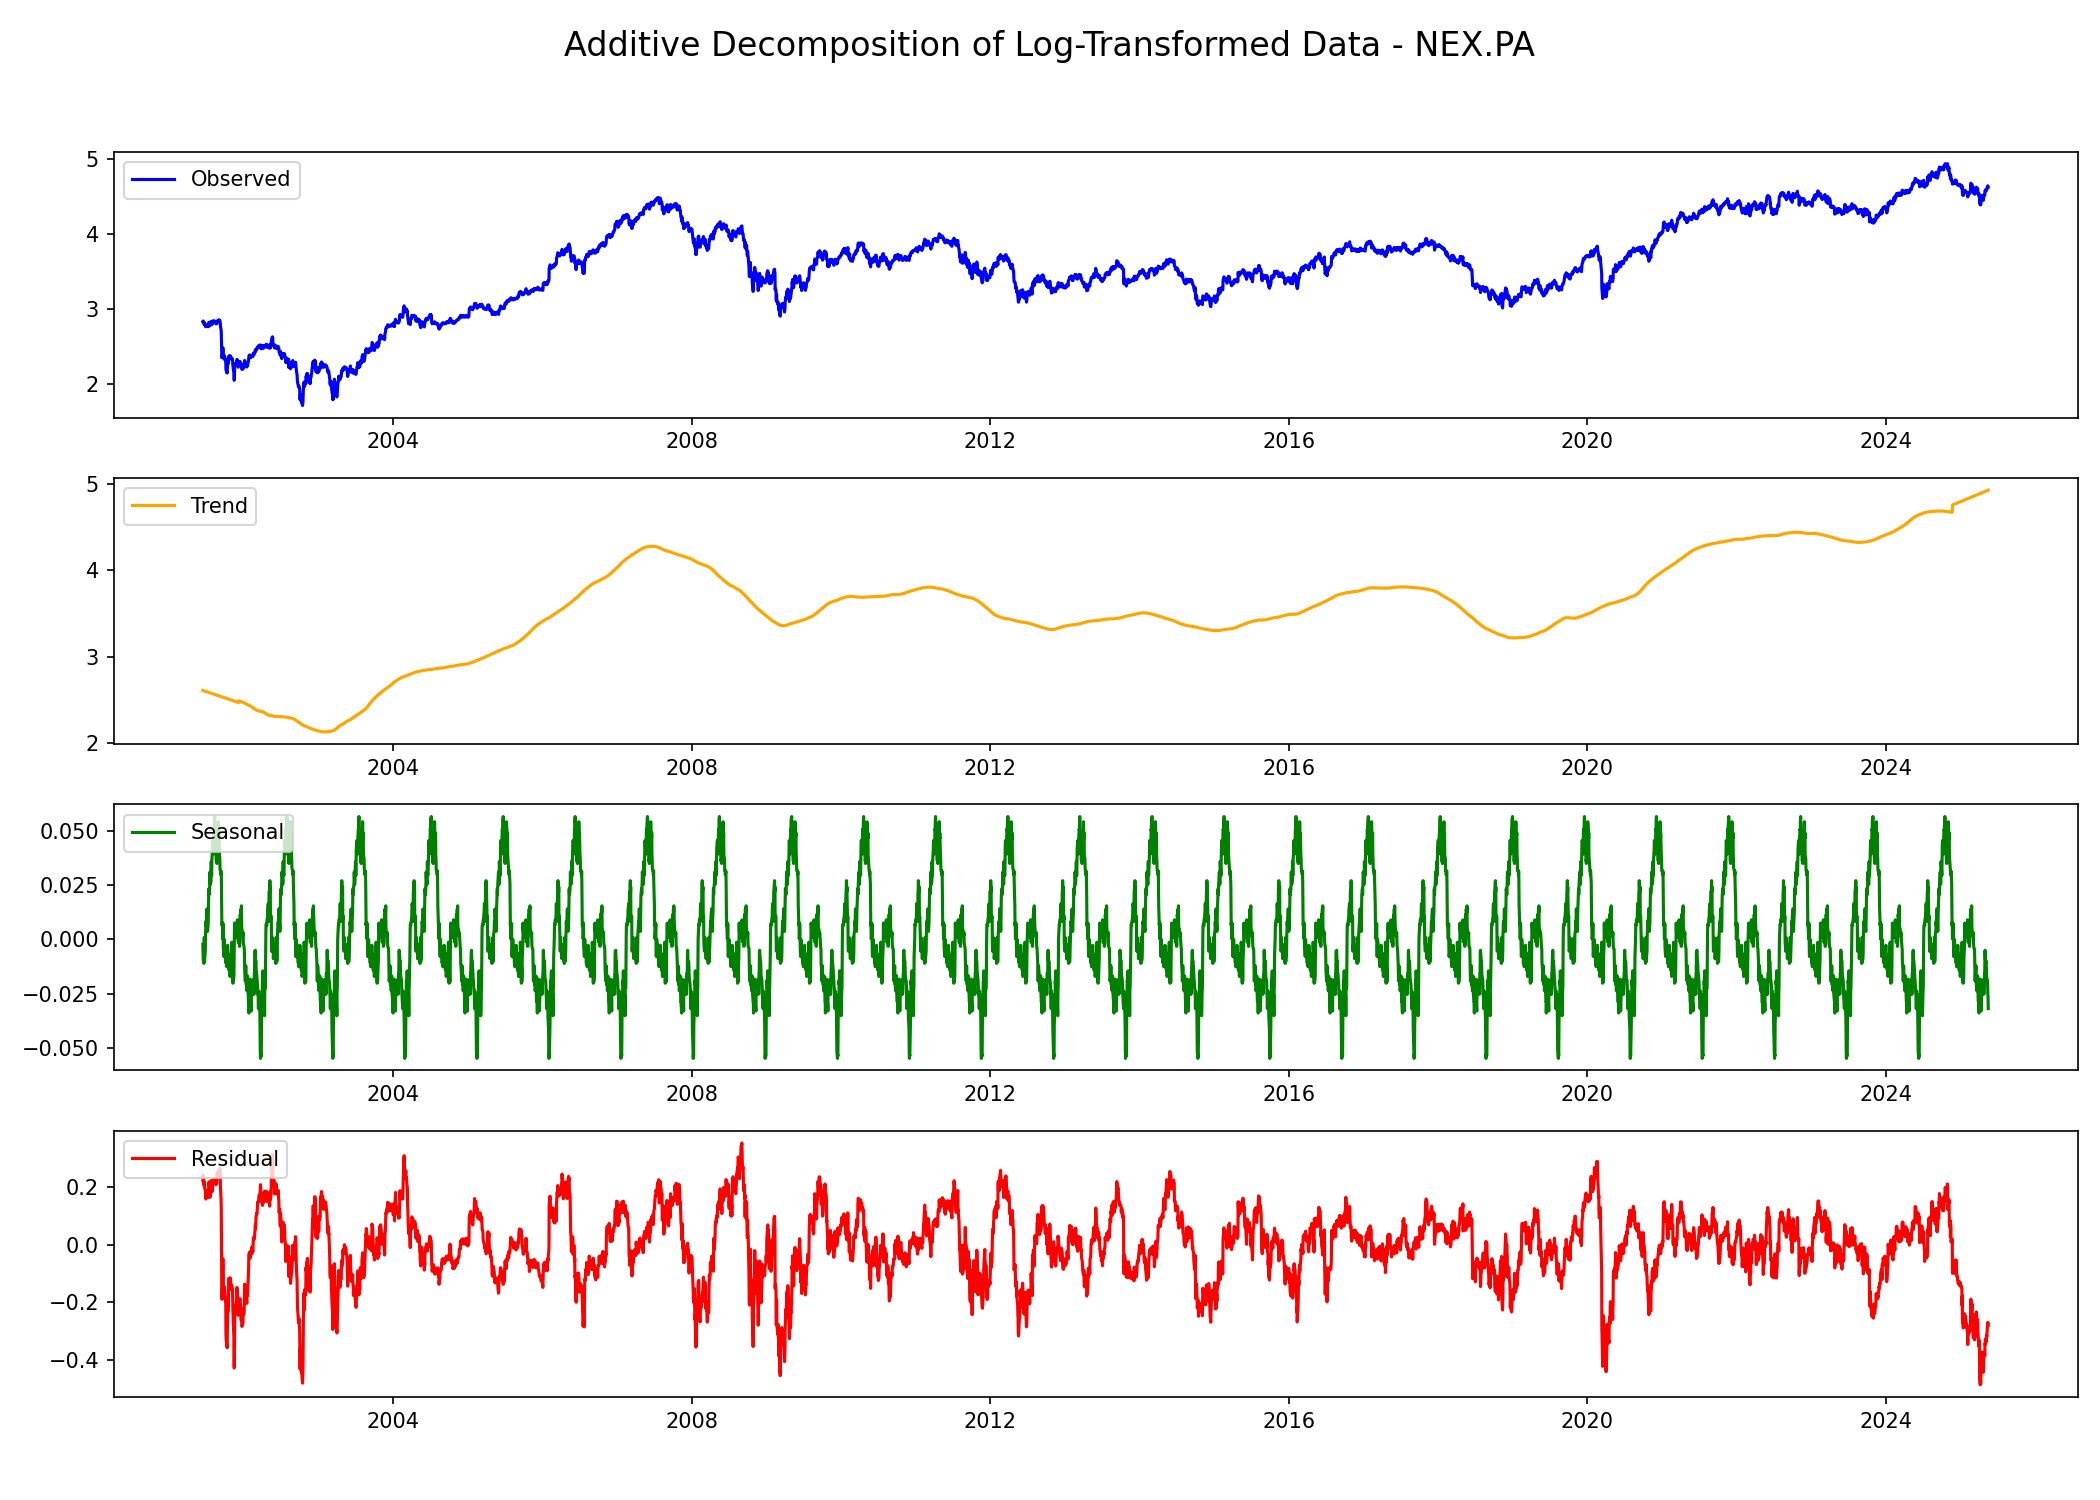 Additive Decomposition of Log-Transformed Data - NEX.PA
5
4
3
2
Observed
2004 2008 2012 2016 2020 2024
5
4
3
2
Trend
2004 2008 2012 2016 2020 2024
0.050
0.025
0.000
−0.025
−0.050
Seasonal
2004 2008 2012 2016 2020 2024
0.2
0.0
−0.2
−0.4
Residual
2004 2008 2012 2016 2020 2024